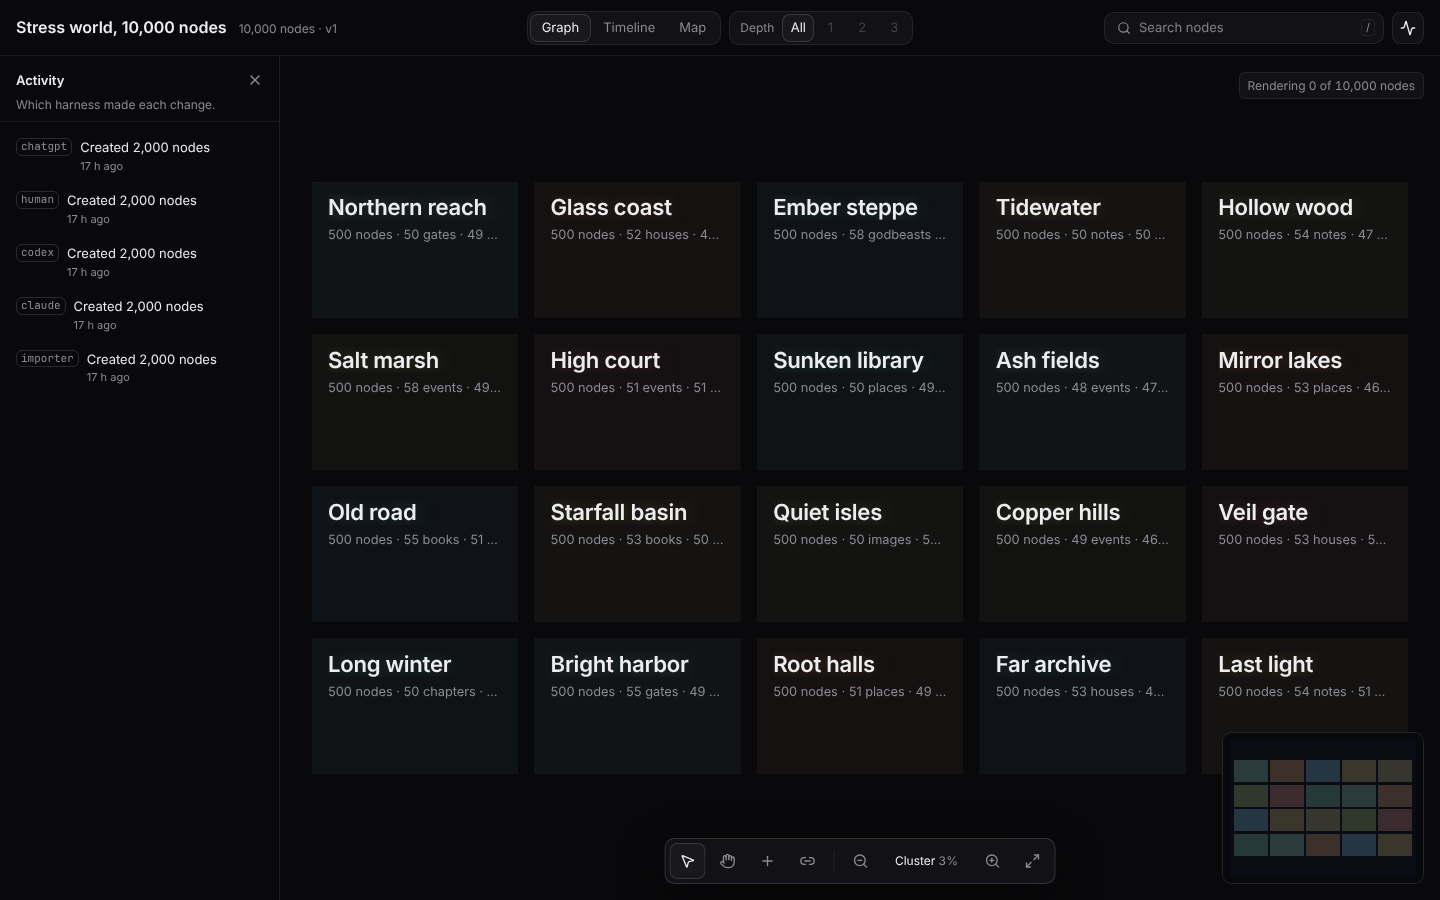 Stress world, 10,000 nodes 10,000 nodes · v1
Graph Timeline Map
Depth All 1 2 3
Search nodes /
Activity
Which harness made each change.
chatgpt Created 2,000 nodes
17 h ago
human Created 2,000 nodes
17 h ago
codex Created 2,000 nodes
17 h ago
claude Created 2,000 nodes
17 h ago
importer Created 2,000 nodes
17 h ago
Rendering 0 of 10,000 nodes
Northern reach
500 nodes · 50 gates · 49 ...
Glass coast
500 nodes · 52 houses · 4...
Ember steppe
500 nodes · 58 godbeasts ...
Tidewater
500 nodes · 50 notes · 50 ...
Hollow wood
500 nodes · 54 notes · 47 ...
Salt marsh
500 nodes · 58 events · 49...
High court
500 nodes · 51 events · 51 ...
Sunken library
500 nodes · 50 places · 49...
Ash fields
500 nodes · 48 events · 47...
Mirror lakes
500 nodes · 53 places · 46...
Old road
500 nodes · 55 books · 51 ...
Starfall basin
500 nodes · 53 books · 50 ...
Quiet isles
500 nodes · 50 images · 5...
Copper hills
500 nodes · 49 events · 46...
Veil gate
500 nodes · 53 houses · 5...
Long winter
500 nodes · 50 chapters · ...
Bright harbor
500 nodes · 55 gates · 49 ...
Root halls
500 nodes · 51 places · 49 ...
Far archive
500 nodes · 53 houses · 4...
Last light
500 nodes · 54 notes · 51 ...
Cluster 3%